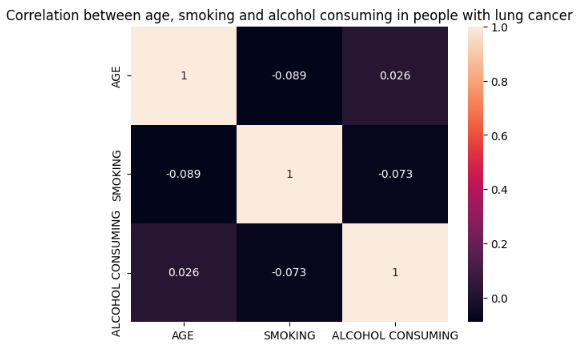 Correlation between age, smoking and alcohol consuming in people with lung cancer
1.0
AGE
1
-0.089
0.026
0.8
0.6
SMOKING
-0.089
1
-0.073
0.4
0.2
ALCOHOL CONSUMING
0.026
-0.073
1
0.0
AGE
SMOKING
ALCOHOL CONSUMING